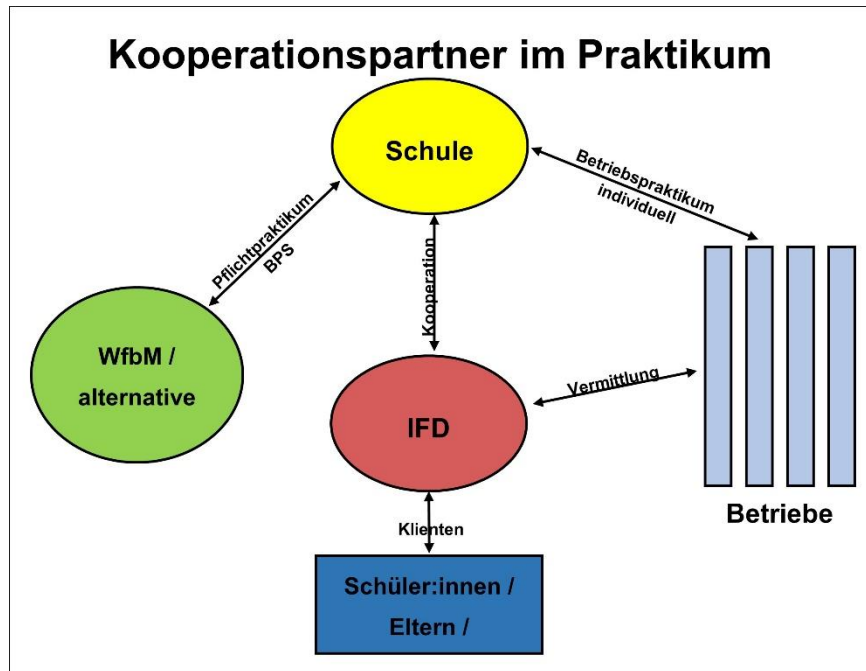 Kooperationspartner im Praktikum
Schule
Betriebspraktikum
individuell
Pflichtpraktikum
BPS
Kooperation
WfbM /
alternative
Vermittlung
IFD
Betriebe
Klienten
Schüler:innen /
Eltern /